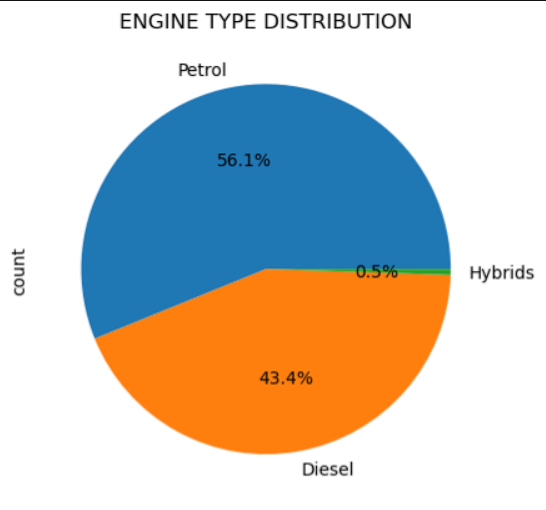 ENGINE TYPE DISTRIBUTION
Petrol
56.1%
count
0.5%
Hybrids
43.4%
Diesel